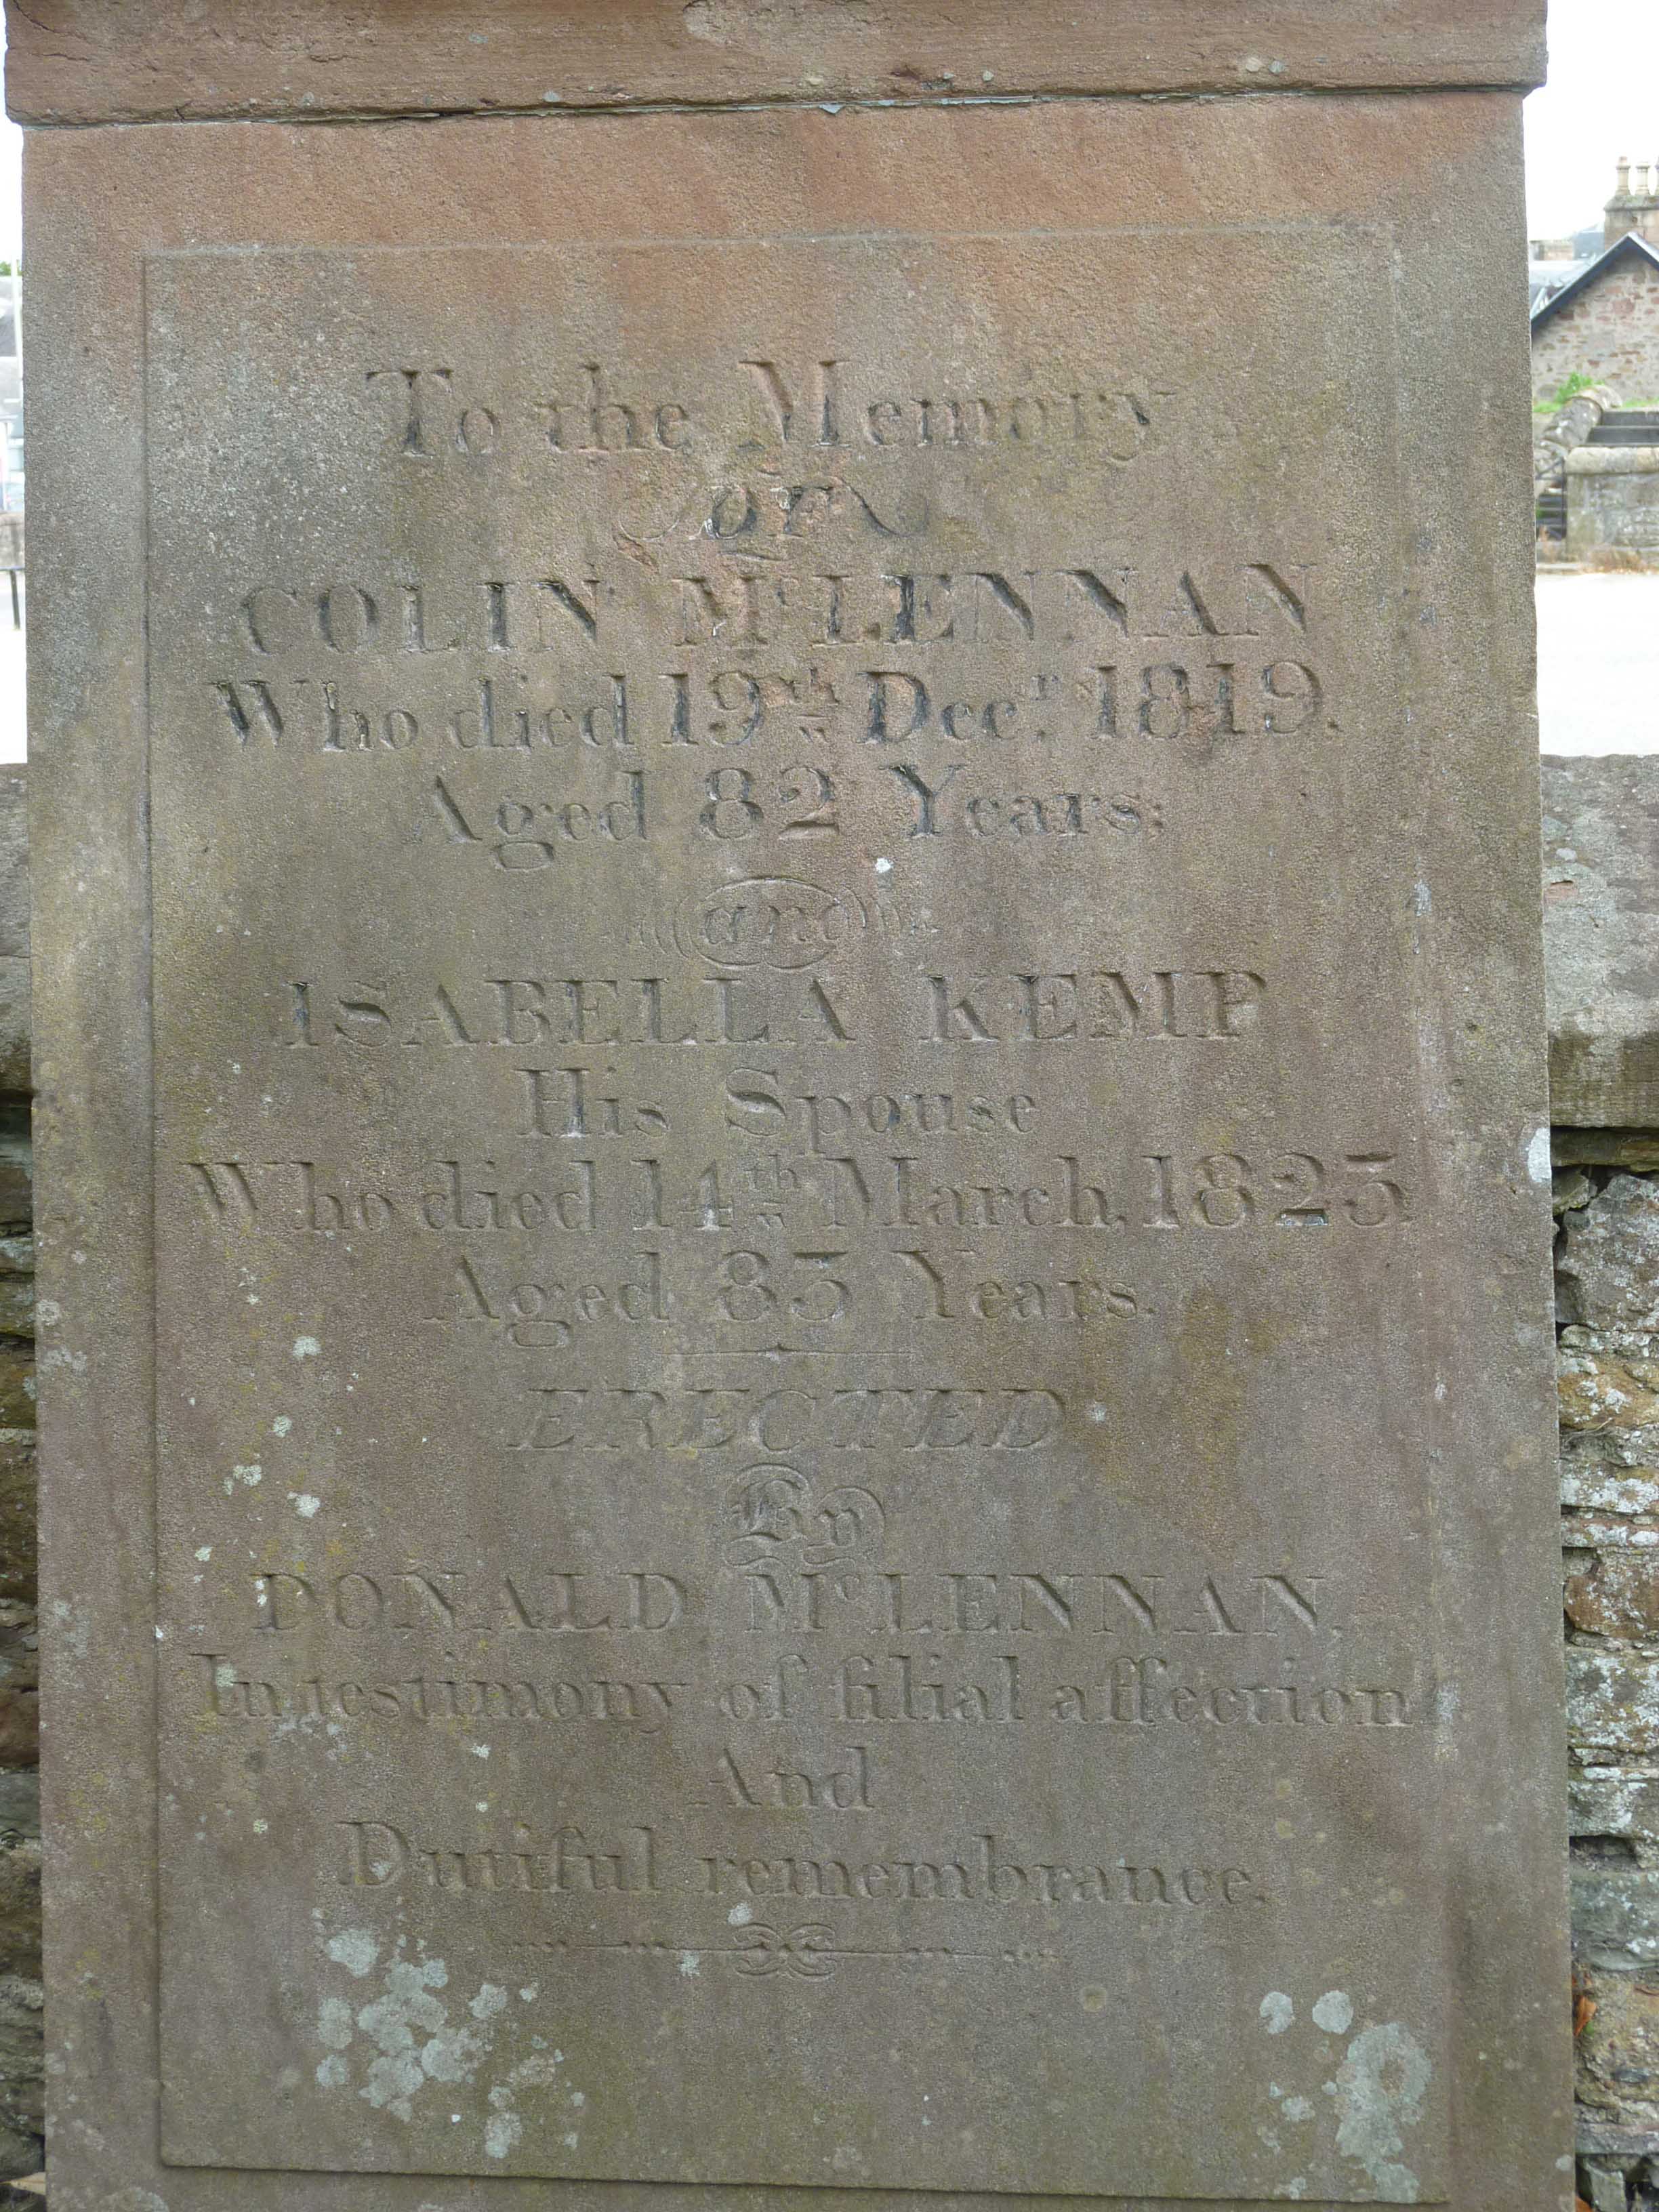 To the Memory
OF
COLIN McLENNAN
Who died 19th Decr. 1819.
Aged 82 Years;
and
ISABELLA KEMP
His Spouse
Who died 14th March, 1825
Aged 85 Years.
ERECTED
By
DONALD McLENNAN,
In testimony of filial affection
And
Dutiful remembrance.